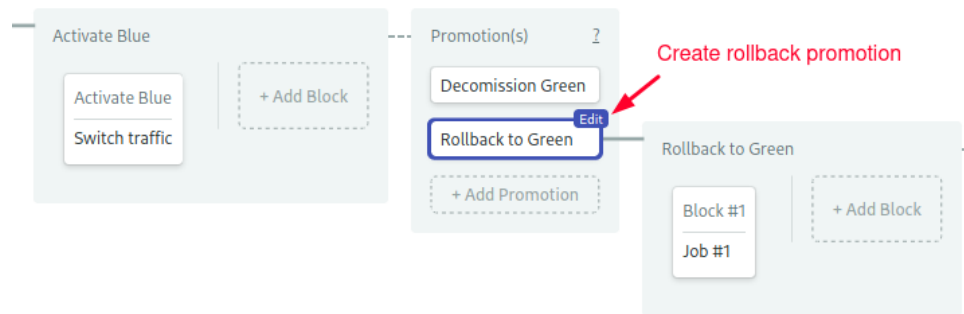 Activate Blue
Activate Blue
Switch traffic
+ Add Block
Promotion(s)
?
Decomission Green
Edit
Rollback to Green
+ Add Promotion
Create rollback promotion
Rollback to Green
Block #1
Job #1
+ Add Block